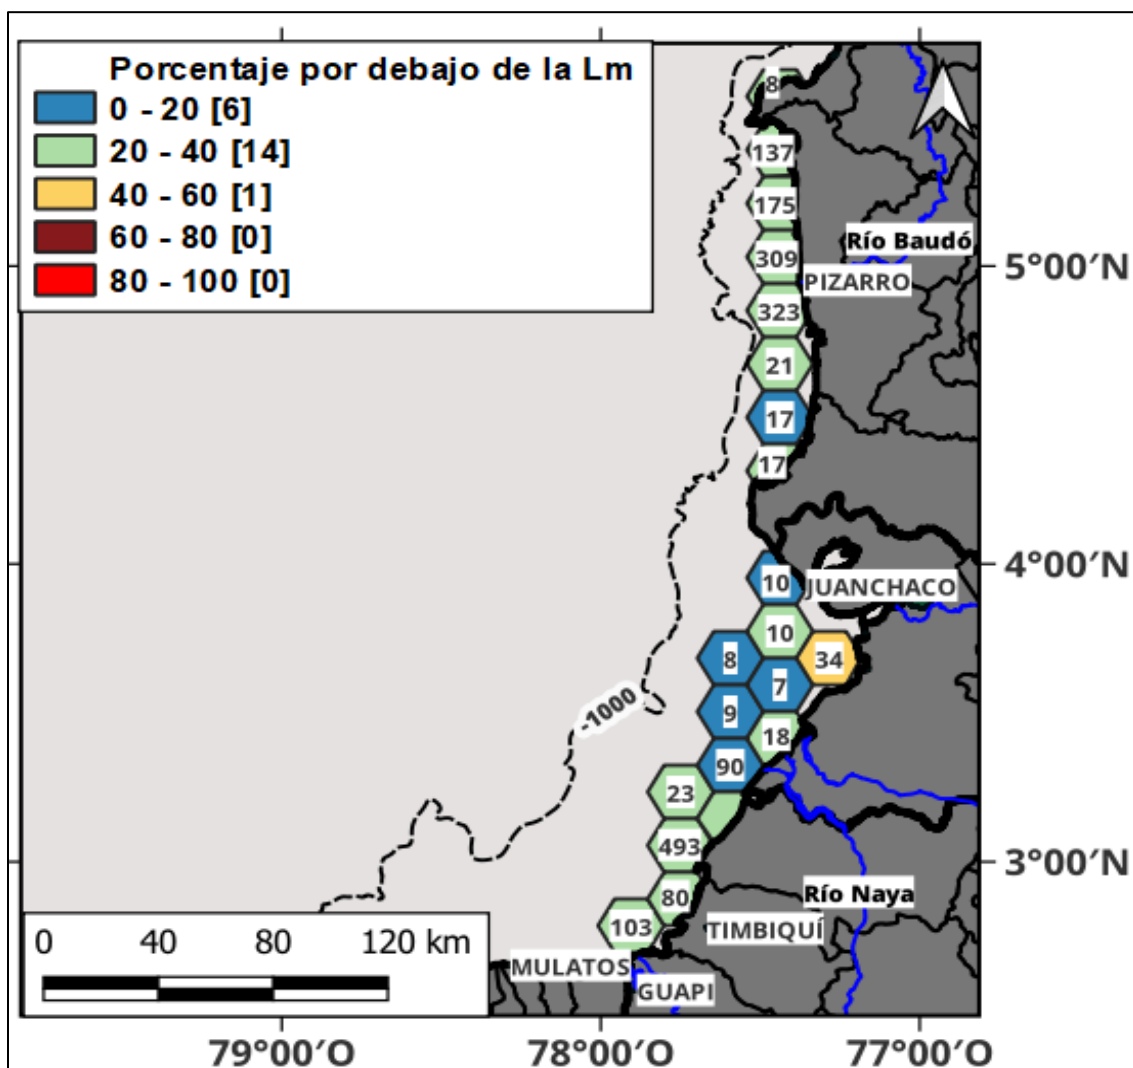 Porcentaje por debajo de la Lm
0 - 20 [6]
20 - 40 [14]
40 - 60 [1]
60 - 80 [0]
80 - 100 [0]
8
137
175
Río Baudó
309
5°00′N
PIZARRO
323
21
17
17
4°00′N
10
JUANCHACO
10
8
34
7
-1000
9
18
90
23
493
3°00′N
80
Río Naya
103
TIMBIQUÍ
0 40 80 120 km
MULATOS
GUAPI
79°00′O 78°00′O 77°00′O